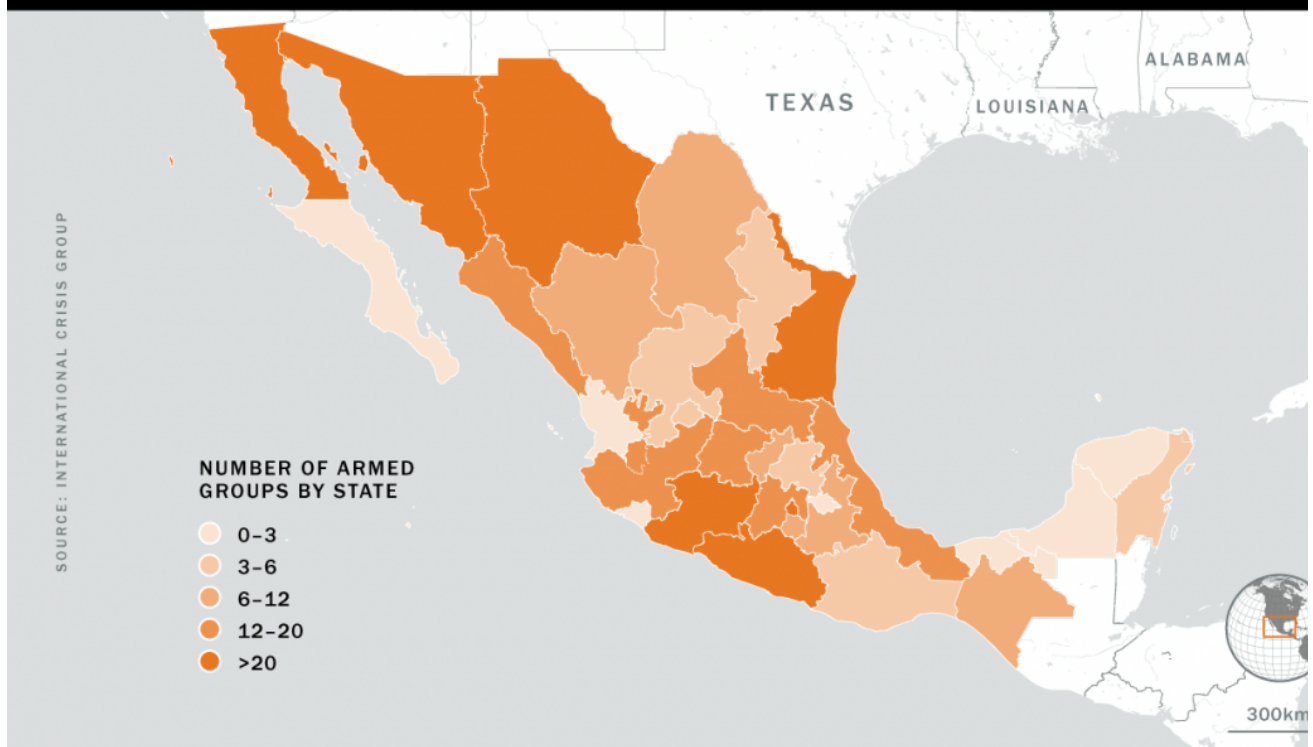 TEXAS
LOUISIANA
ALABAMA
SOURCE: INTERNATIONAL CRISIS GROUP
NUMBER OF ARMED
GROUPS BY STATE
0–3
3–6
6–12
12–20
>20
300km